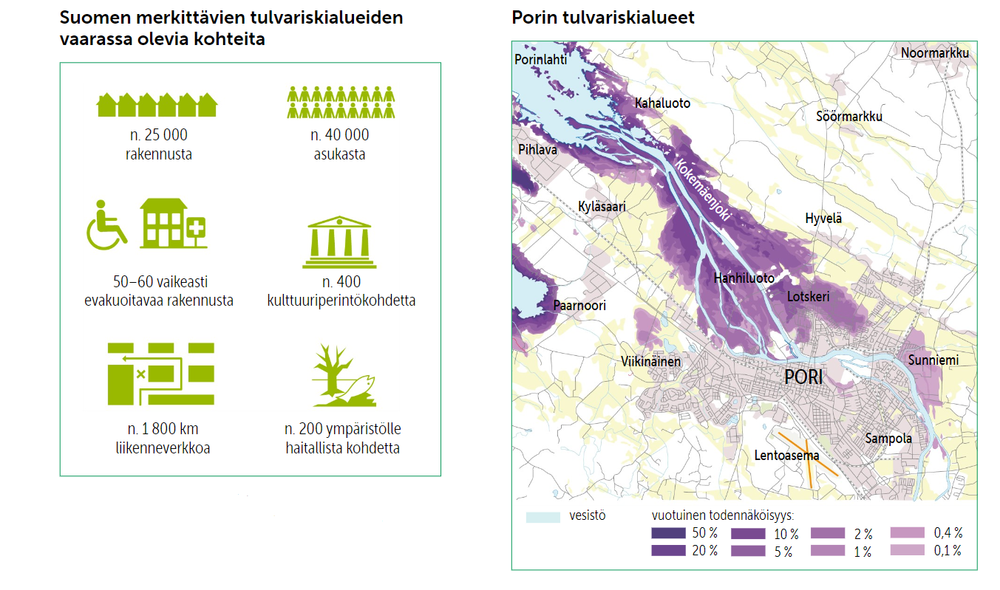 Suomen merkittävien tulvariskialueiden
vaarassa olevia kohteita
n. 25 000
rakennusta
n. 40 000
asukasta
50–60 vaikeasti
evakuoitavaa rakennusta
n. 400
kulttuuriperintökohdetta
n. 1 800 km
liikenneverkkoa
n. 200 ympäristölle
haitallista kohdetta
Porin tulvariskialueet
Noormarkku
Porinlahti
Kahaluoto
Söörmarkku
Pihlava
Kokemäenjoki
Kyläsaari
Hyvelä
Hanhiluoto
Lotskeri
Paarnoori
Viikinäinen
Sunniemi
PORI
Sampola
Lentoasema
vesistö
vuotuinen todennäköisyys:
50 %
10 %
2 %
0,4 %
20 %
5 %
1 %
0,1 %